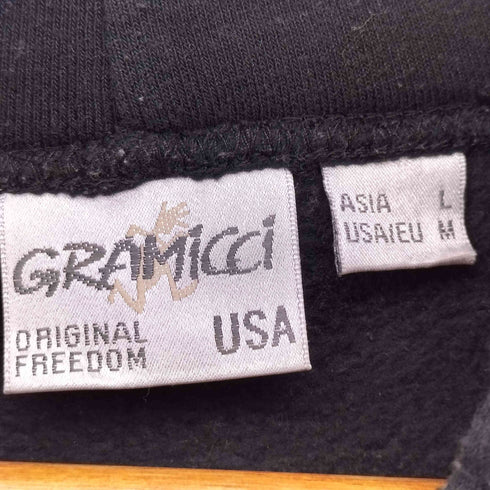 GRAMICCI
ORIGINAL
FREEDOM
USA
ASIA L
USA/EU M